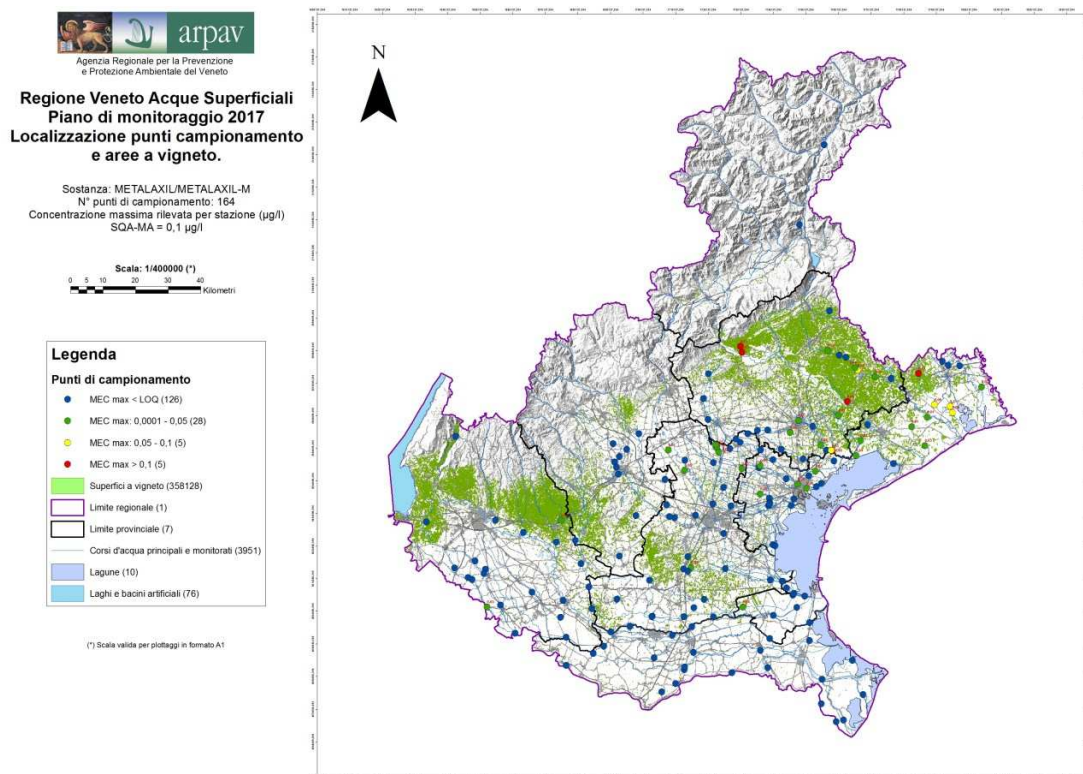 arpav
Agenzia Regionale per la Prevenzione
e Protezione Ambientale del Veneto
Regione Veneto Acque Superficiali
Piano di monitoraggio 2017
Localizzazione punti campionamento
e aree a vigneto.
Sostanza: METALAXIL/METALAXIL-M
N° punti di campionamento: 164
Concentrazione massima rilevata per stazione (µg/l)
SQA-MA = 0,1 µg/l
Scala: 1/400000 (*)
0 5 10 20 30 40
Kilometri
Legenda
Punti di campionamento
MEC max < LOQ (126)
MEC max: 0,0001 - 0,05 (28)
MEC max: 0,05 - 0,1 (5)
MEC max > 0,1 (5)
Superfici a vigneto (358128)
Limite regionale (1)
Limite provinciale (7)
Corsi d'acqua principali e monitorati (3951)
Lagune (10)
Laghi e bacini artificiali (76)
(*) Scala valida per plottaggi in formato A1
N